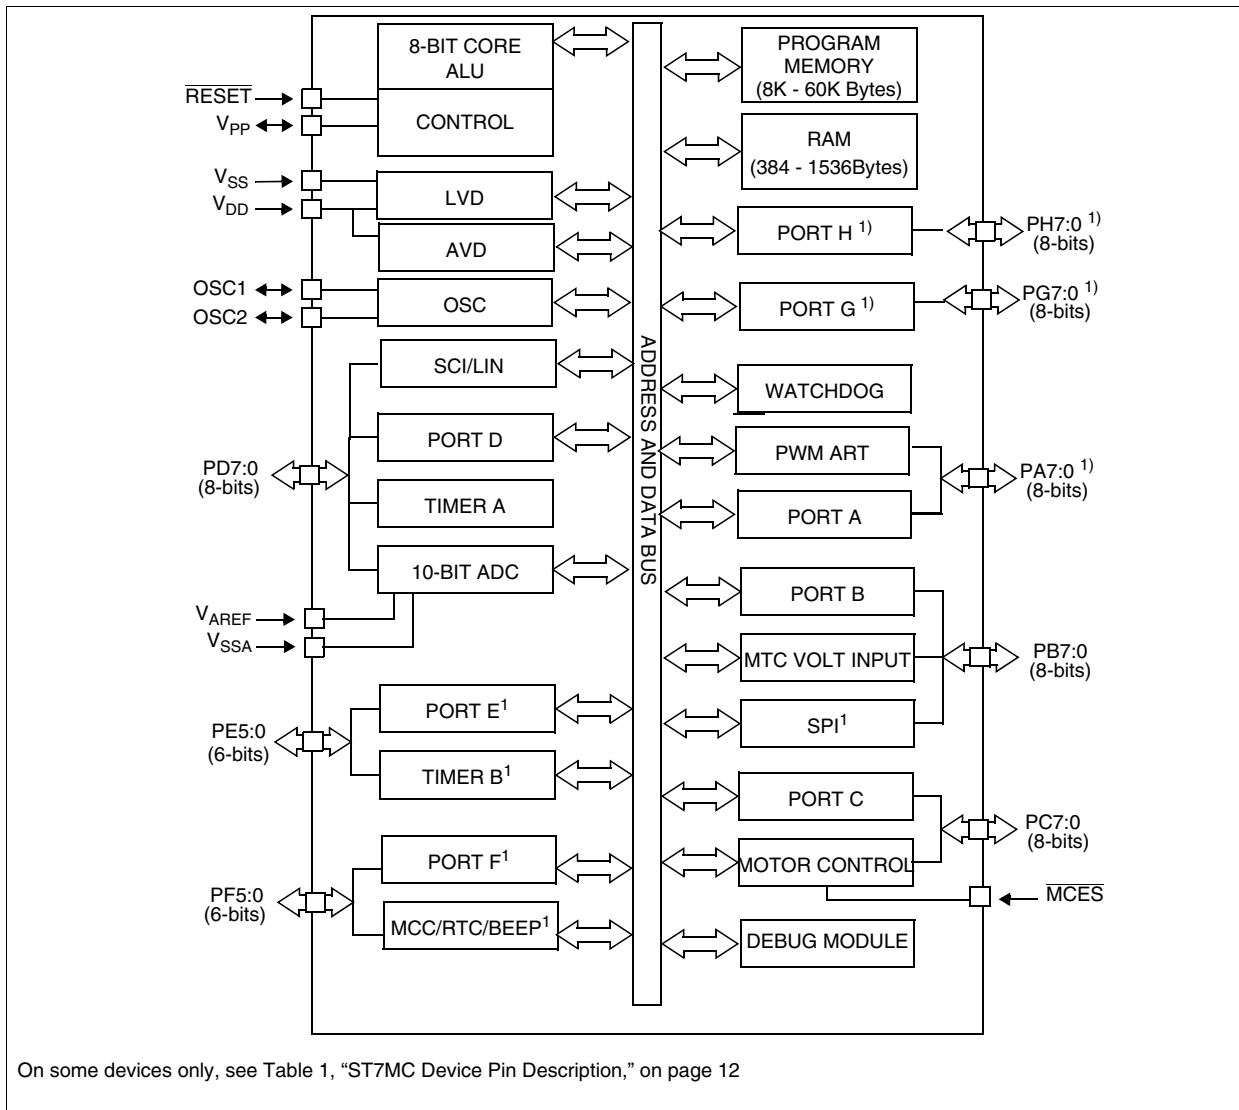 8-BIT CORE
ALU
CONTROL
RESET
VPP
VSS
VDD
LVD
AVD
OSC1
OSC2
OSC
SCI/LIN
PORT D
PD7:0
(8-bits)
TIMER A
10-BIT ADC
VAREF
VSSA
PORT E1
PE5:0
(6-bits)
TIMER B1
PORT F1
PF5:0
(6-bits)
MCC/RTC/BEEP1
ADDRESS AND DATA BUS
PROGRAM
MEMORY
(8K - 60K Bytes)
RAM
(384 - 1536Bytes)
PORT H 1)
PH7:0 1)
(8-bits)
PORT G 1)
PG7:0 1)
(8-bits)
WATCHDOG
PWM ART
PA7:0 1)
(8-bits)
PORT A
PORT B
MTC VOLT INPUT
PB7:0
(8-bits)
SPI1
PORT C
PC7:0
(8-bits)
MOTOR CONTROL
MCES
DEBUG MODULE
On some devices only, see Table 1, “ST7MC Device Pin Description,” on page 12